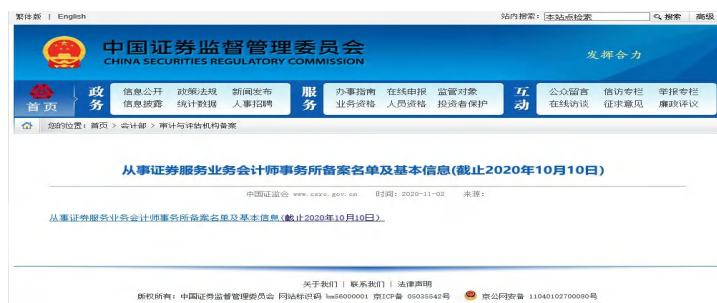 繁体版 | English 站内搜索: 本站点检索 搜索 高级
中国证券监督管理委员会
CHINA SECURITIES REGULATORY COMMISSION
发挥合力
首页 政务 信息公开 政策法规 新闻发布 服务 办事指南 在线申报 监管对象 互动 公众留言 信访专栏 举报专栏
信息披露 统计数据 人事招聘 业务资格 人员资格 投资者保护 在线访谈 征求意见 廉政评议
您的位置: 首页 > 会计部 > 审计与评估机构备案
从事证券服务业务会计师事务所备案名单及基本信息(截止2020年10月10日)
中国证监会 www.csrc.gov.cn 时间: 2020-11-02 来源:
从事证券服务业务会计师事务所备案名单及基本信息(截止2020年10月10日)
关于我们 | 联系我们 | 法律声明
版权所有: 中国证券监督管理委员会 网站标识码 bm56000001 京ICP备 05035542号 京公网安备 11040102700080号